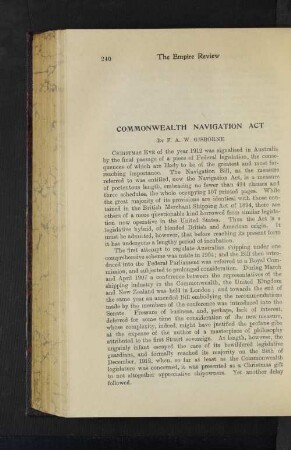 240 The Empire Review
COMMONWEALTH NAVIGATION ACT
BY F. A. W. GISBORNE
CHRISTMAS EVE of the year 1912 was signalised in Australia
by the final passage of a piece of Federal legislation, the conse-
quences of which are likely to be of the greatest and most far-
reaching importance. The Navigation Bill, as the measure
referred to was entitled, now the Navigation Act, is a measure
of portentous length, embracing no fewer than 424 clauses and
three schedules, the whole occupying 107 printed pages. While
the great majority of its provisions are identical with those con-
tained in the British Merchant Shipping Act of 1894, there are
others of a more questionable kind borrowed from similar legisla-
tion now operative in the United States. Thus the Act is a
legislative hybrid, of blended British and American origin. It
must be admitted, however, that before reaching its present form
it has undergone a lengthy period of incubation.
The first attempt to regulate Australian shipping under one
comprehensive scheme was made in 1901; and the Bill then intro-
duced into the Federal Parliament was referred to a Royal Com-
mission, and subjected to prolonged consideration. During March
and April 1907 a conference between the representatives of the
shipping industry in the Commonwealth, the United Kingdom
and New Zealand was held in London; and towards the end of
the same year an amended Bill embodying the recommendations
made by the members of the conference was introduced into the
Senate. Pressure of business, and, perhaps, lack of interest,
deferred for some time the consideration of the new measure,
whose complexity, indeed, might have justified the perfect gibe
at the expense of the author of a masterpiece of philosophy
attributed to the first Stuart sovereign. At length, however, the
ungainly infant escaped the care of its bewildered legislative
guardians, and formally reached its majority on the 24th of
December, 1912, when, so far at least as the Commonwealth
legislature was concerned, it was presented as a Christmas gift
to not altogether appreciative shipowners. Yet another delay
followed.